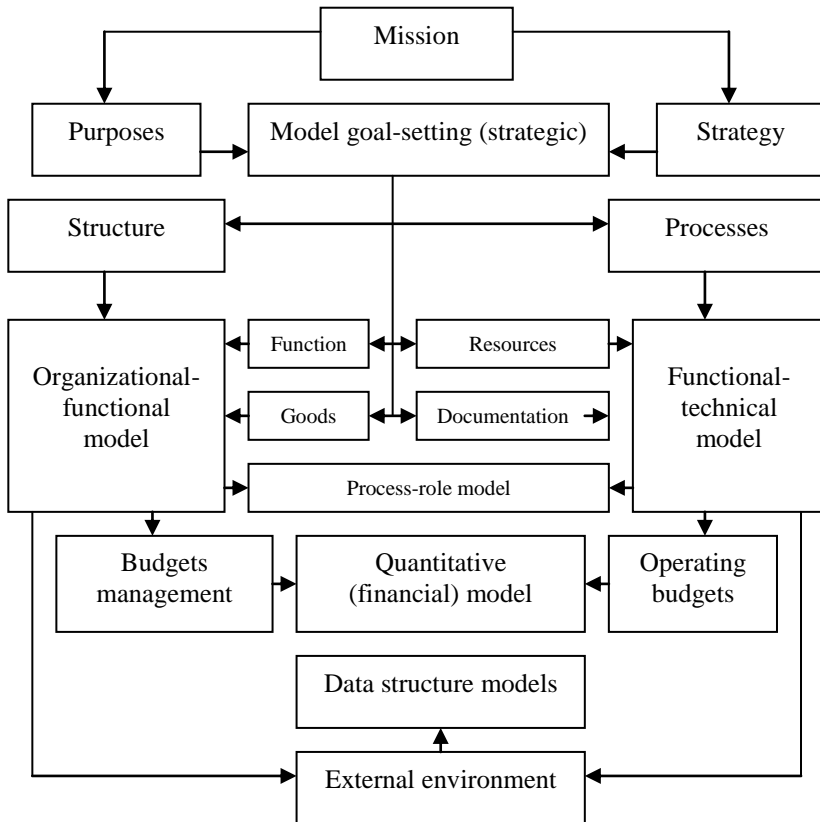 Mission
Purposes
Model goal-setting (strategic)
Strategy
Structure
Processes
Organizational-
functional
model
Function
Resources
Goods
Documentation
Functional-
technical
model
Process-role model
Budgets
management
Quantitative
(financial) model
Operating
budgets
Data structure models
External environment